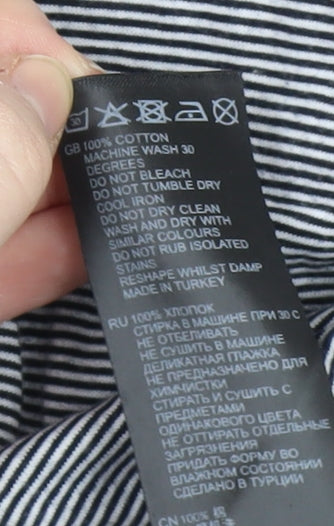 30
GB 100% COTTON
MACHINE WASH 30
DEGREES
DO NOT BLEACH
DO NOT TUMBLE DRY
COOL IRON
DO NOT DRY CLEAN
WASH AND DRY WITH
SIMILAR COLOURS
DO NOT RUB ISOLATED
STAINS
RESHAPE WHILST DAMP
MADE IN TURKEY
RU 100% ХЛОПОК
СТИРКА В МАШИНЕ ПРИ 30 С
НЕ ОТБЕЛИВАТЬ
НЕ СУШИТЬ В МАШИНЕ
ДЕЛИКАТНАЯ ГЛАЖКА
НЕ ПРЕДНАЗНАЧЕНО ДЛЯ
ХИМЧИСТКИ
СТИРАТЬ И СУШИТЬ С
ПРЕДМЕТАМИ
ОДИНАКОВОГО ЦВЕТА
НЕ ОТТИРАТЬ ОТДЕЛЬНЫЕ
ЗАГРЯЗНЕНИЯ
ПРИДАТЬ ФОРМУ ВО
ВЛАЖНОМ СОСТОЯНИИ
СДЕЛАНО В ТУРЦИИ
CN 100%